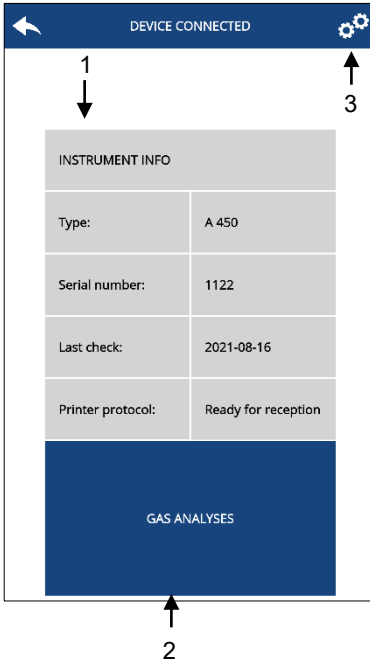 DEVICE CONNECTED
1
3
INSTRUMENT INFO
Type: A 450
Serial number: 1122
Last check: 2021-08-16
Printer protocol: Ready for reception
GAS ANALYSES
2